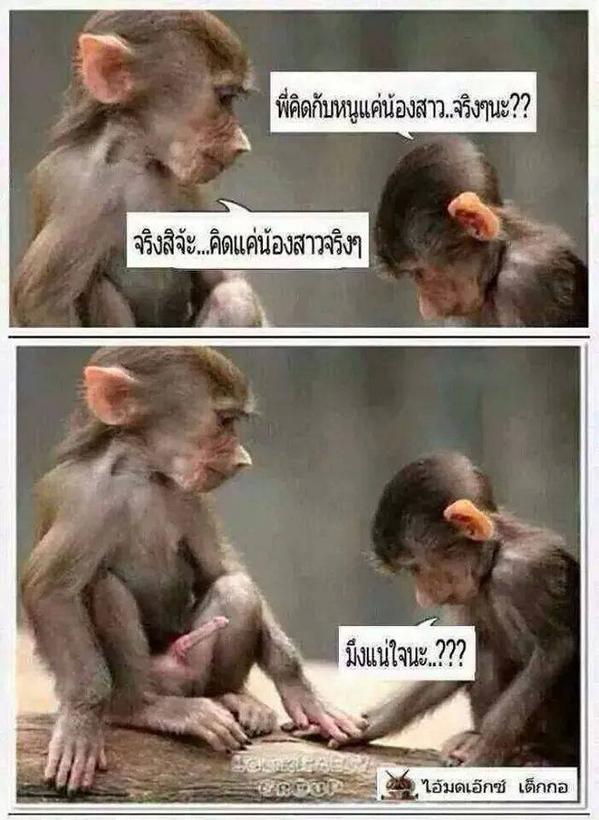 พี่คิดกับหนูแค่น้องสาว..จริงๆนะ??
จริงสิจ้ะ...คิดแค่น้องสาวจริงๆ
มึงแน่ใจนะ..???
GROUP
ไอ้มดเอ๊กซ์ เด็กกอ